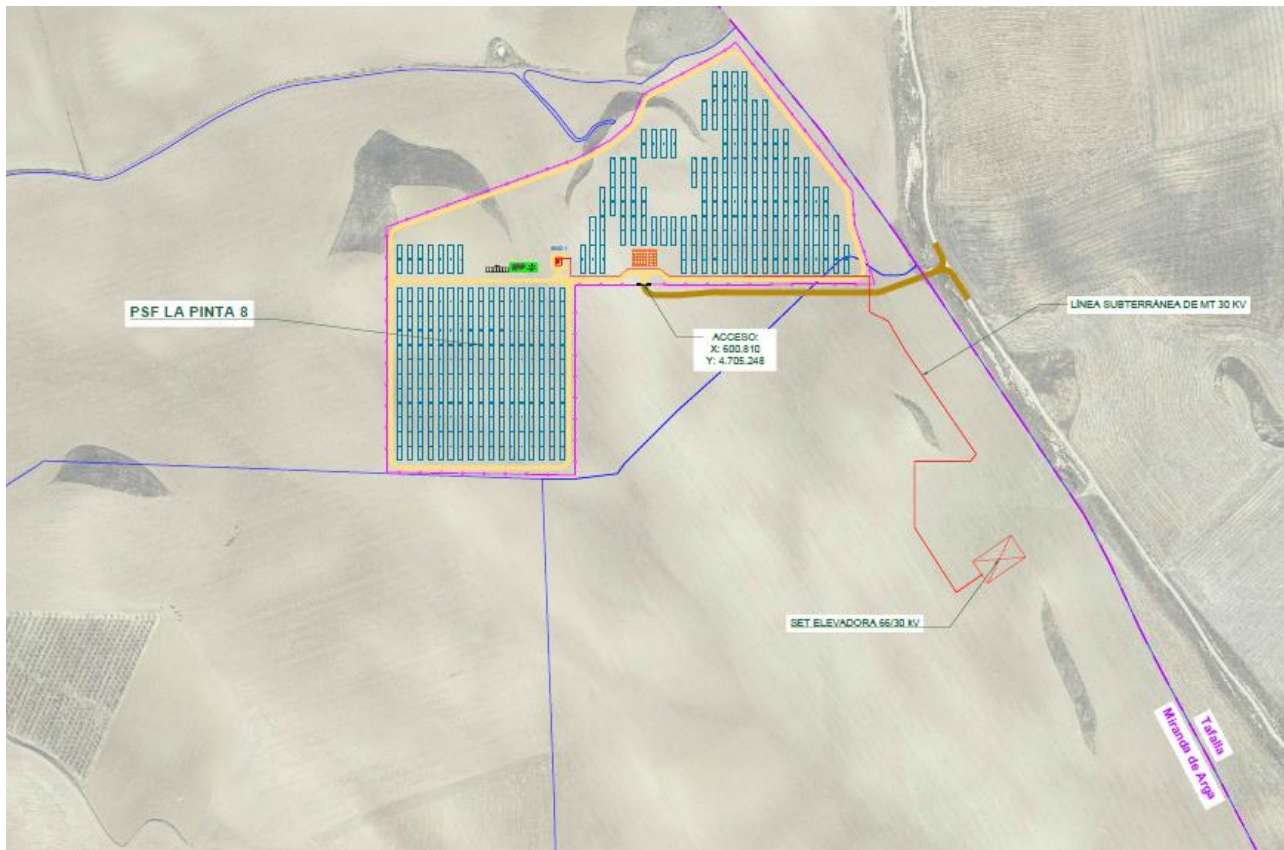 PSF LA PINTA 8
ACCESO:
X: 600.810
Y: 4.705.248
LÍNEA SUBTERRÁNEA DE MT 30 KV
SET ELEVADORA 66/30 kV
Tafalla
Miranda de Arga